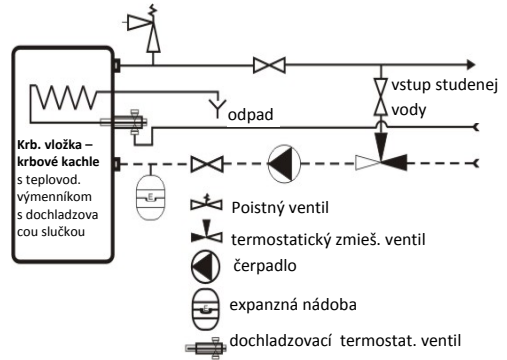 vstup studenej
vody
odpad
Krb. vložka –
krbové kachle
s teplovod.
výmenníkom
s dochladzova
cou slučkou
E
Poistný ventil
termostatický zmieš. ventil
čerpadlo
E
expanzná nádoba
dochladzovací termostat. ventil